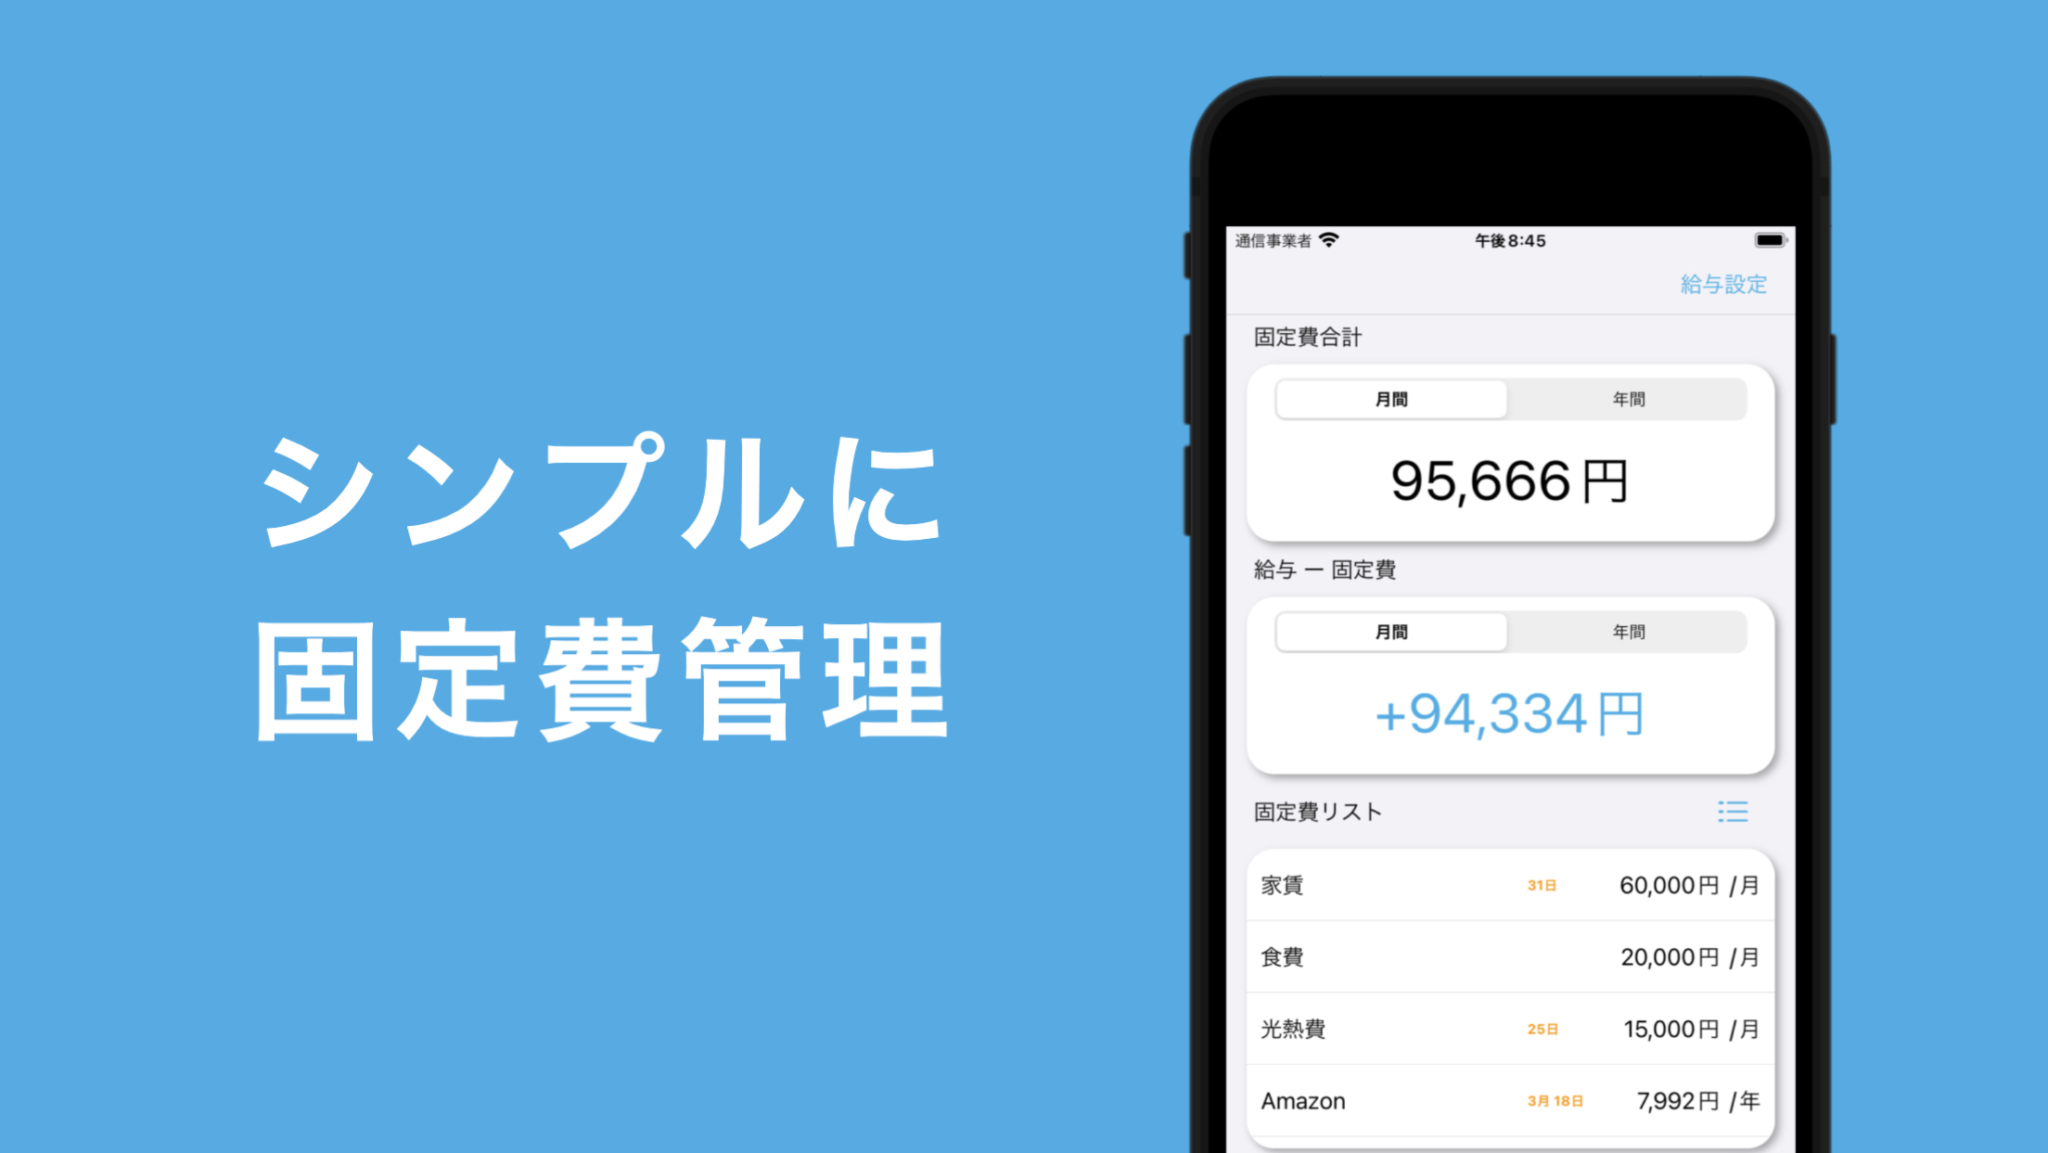 シンプルに
固定費管理
通信事業者 午後8:45
給与設定
固定費合計
月間 年間
95,666円
給与 ー 固定費
月間 年間
+94,334円
固定費リスト
家賃 31日 60,000円 /月
食費 20,000円 /月
光熱費 25日 15,000円 /月
Amazon 3月 18日 7,992円 /年